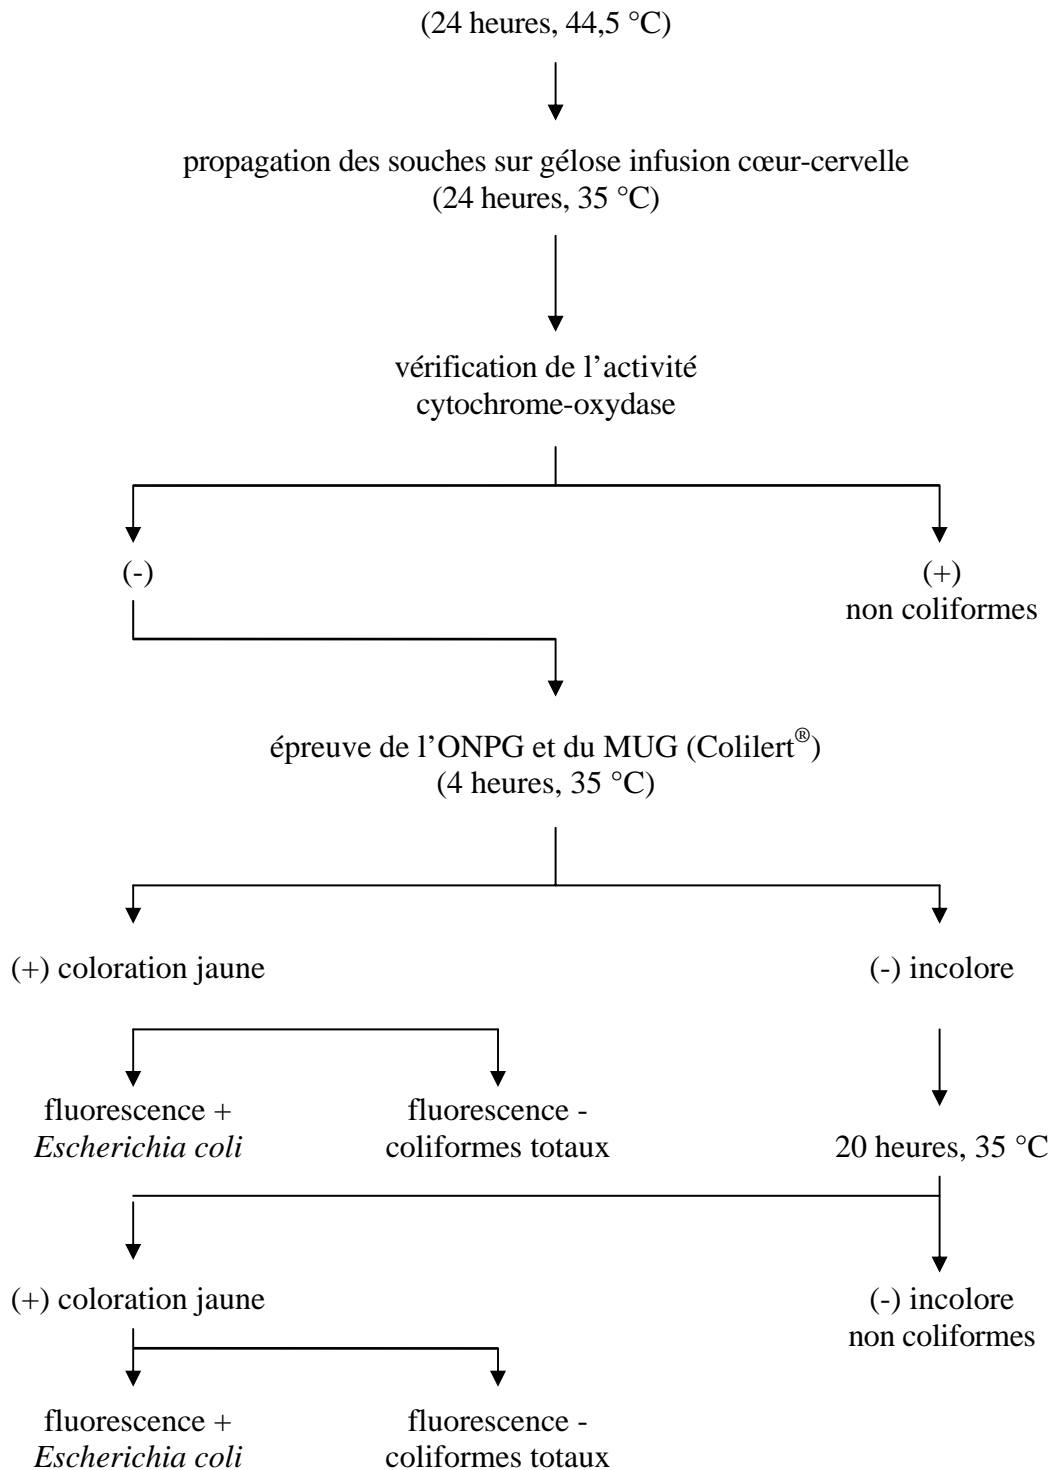 (24 heures, 44,5 °C)
propagation des souches sur gélose infusion cœur-cervelle
(24 heures, 35 °C)
vérification de l’activité
cytochrome-oxydase
(-)
(+)
non coliformes
épreuve de l’ONPG et du MUG (Colilert®)
(4 heures, 35 °C)
(+) coloration jaune
(-) incolore
fluorescence +
Escherichia coli
fluorescence -
coliformes totaux
20 heures, 35 °C
(+) coloration jaune
(-) incolore
non coliformes
fluorescence +
Escherichia coli
fluorescence -
coliformes totaux